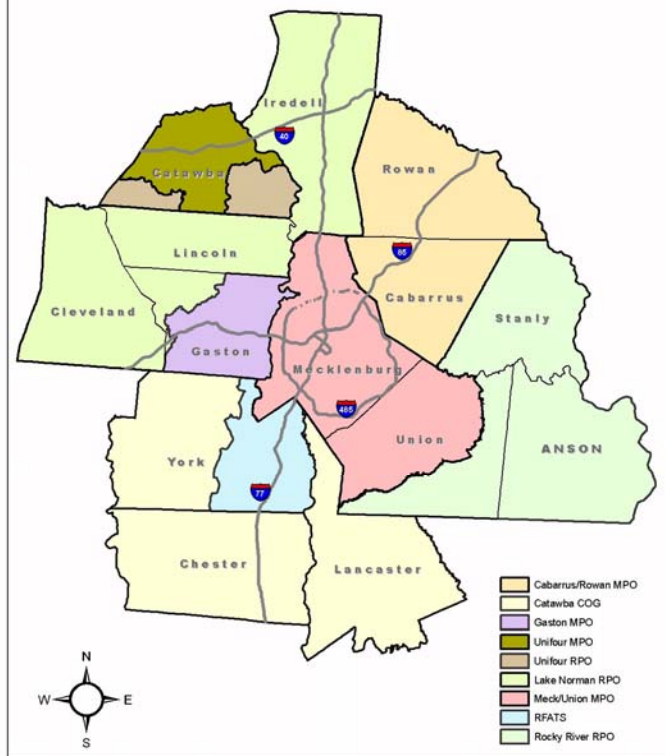 Iredell
40
Catawba
Rowan
Lincoln
85
Cabarrus
Cleveland
Stanly
Gaston
Mecklenburg
485
Union
ANSON
York
77
Chester
Lancaster
Cabarrus/Rowan MPO
Catawba COG
Gaston MPO
Unifour MPO
Unifour RPO
Lake Norman RPO
Meck/Union MPO
RFATS
Rocky River RPO
N
W E
S